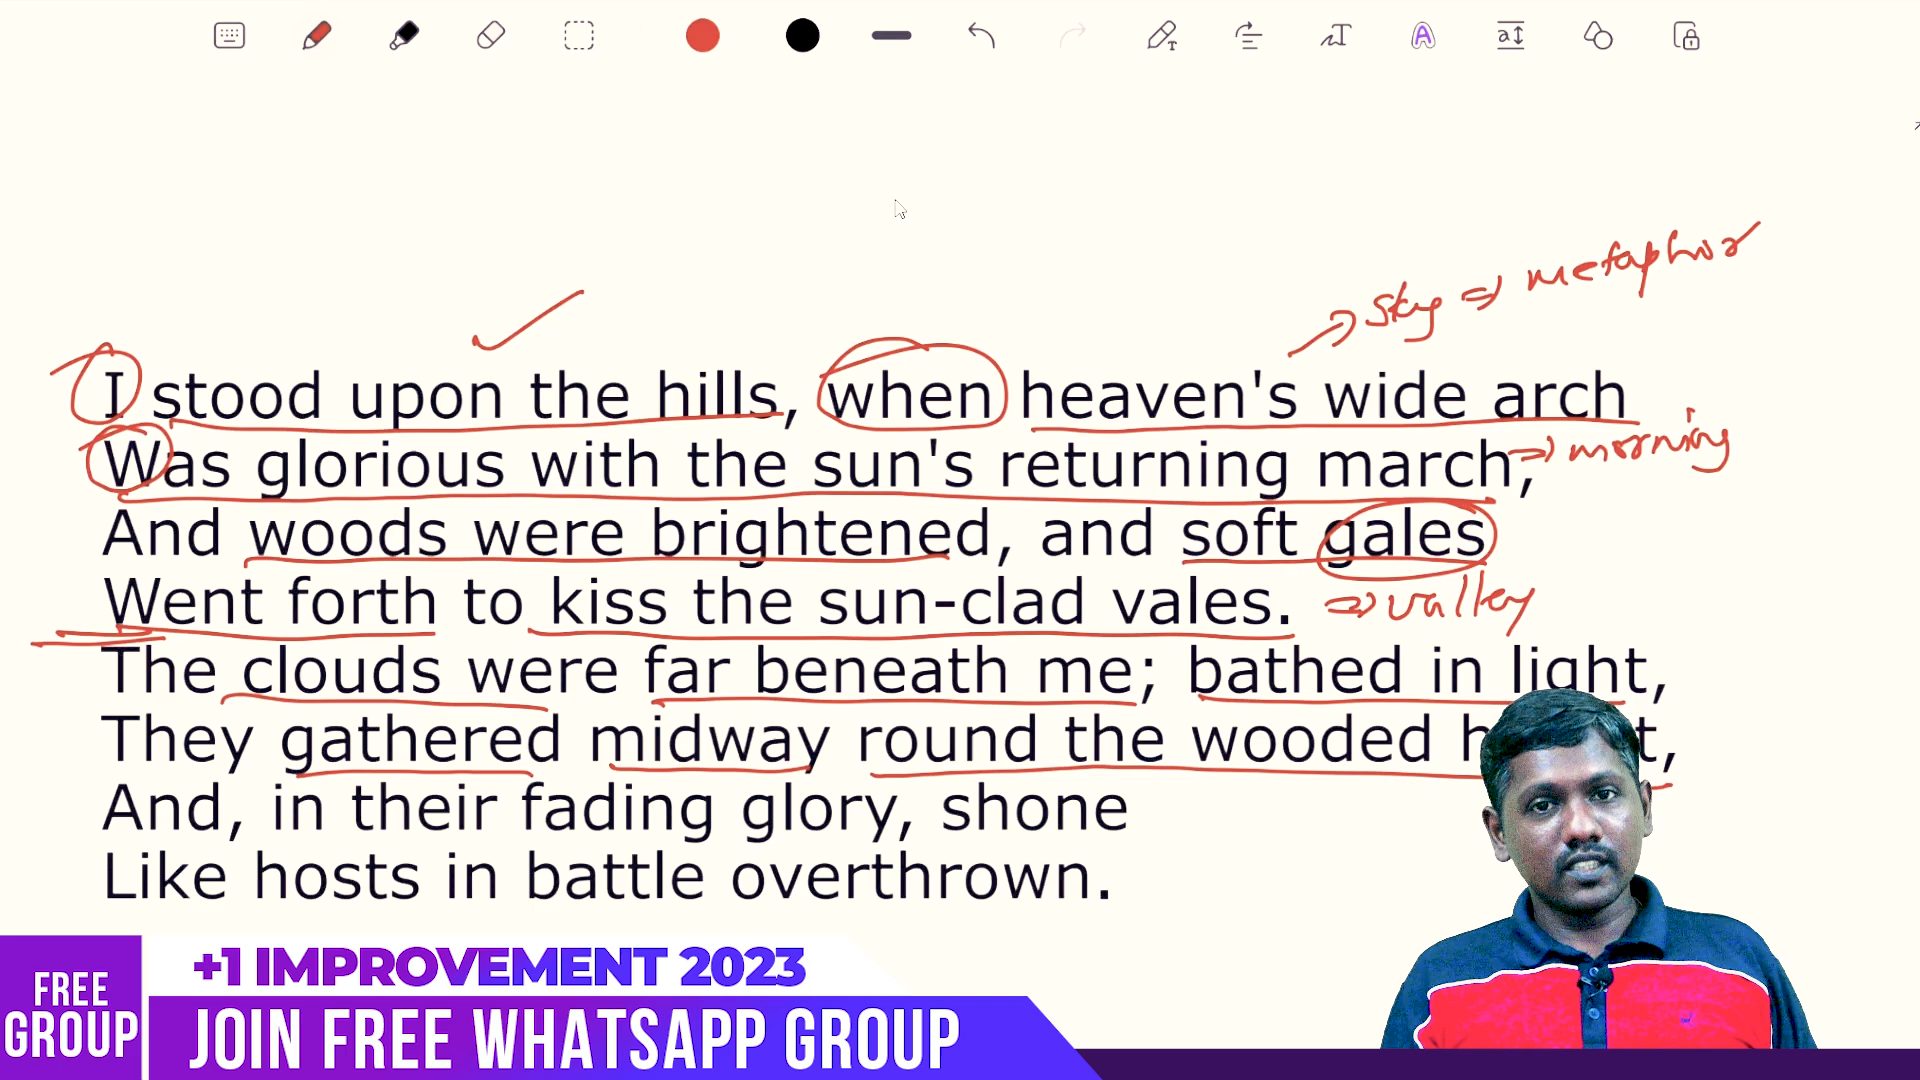 sky ⇒ metaphor
I stood upon the hills, when heaven's wide arch
Was glorious with the sun's returning march, ⇒ morning
And woods were brightened, and soft gales
Went forth to kiss the sun-clad vales. ⇒ valley
The clouds were far beneath me; bathed in light,
They gathered midway round the wooded h t,
And, in their fading glory, shone
Like hosts in battle overthrown.
FREE GROUP
+1 IMPROVEMENT 2023
JOIN FREE WHATSAPP GROUP